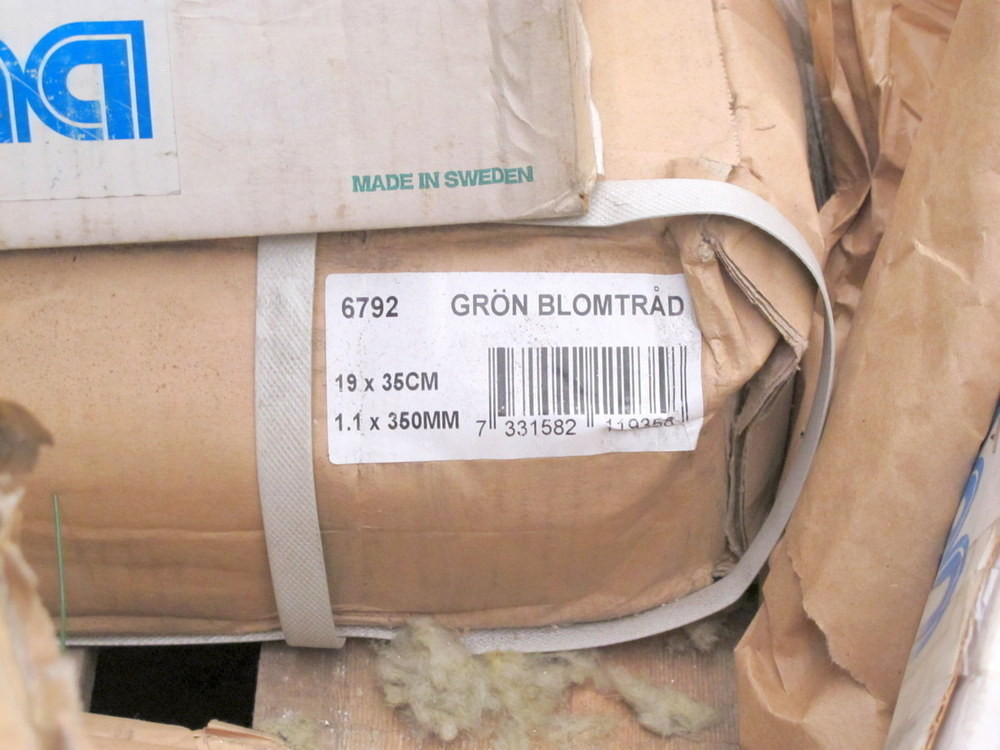 MADE IN SWEDEN
6792 GRÖN BLOMTRÅD
19 x 35CM
1.1 x 350MM
7 331582